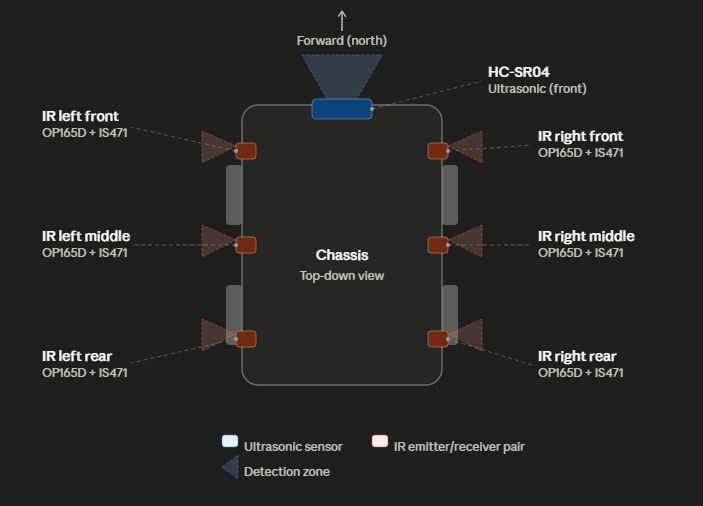 Forward (north)
HC-SR04
Ultrasonic (front)
IR left front
OP165D + IS471
IR right front
OP165D + IS471
IR left middle
OP165D + IS471
IR right middle
OP165D + IS471
Chassis
Top-down view
IR left rear
OP165D + IS471
IR right rear
OP165D + IS471
Ultrasonic sensor
IR emitter/receiver pair
Detection zone